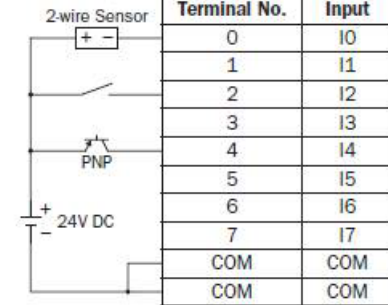 2-wire Sensor
+ −
PNP
+
24V DC
−
Terminal No. Input
0 I0
1 I1
2 I2
3 I3
4 I4
5 I5
6 I6
7 I7
COM COM
COM COM